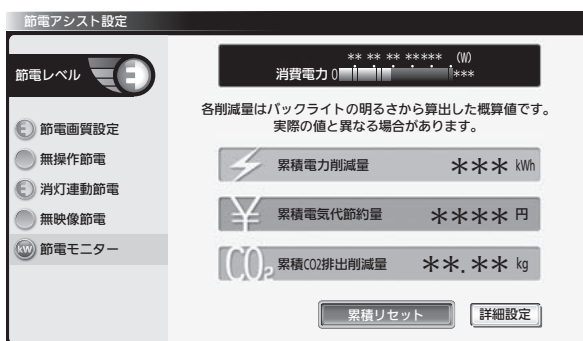 節電アシスト設定
節電レベル
** ** ** ***** (W)
消費電力 0 ***
各削減量はバックライトの明るさから算出した概算値です。
実際の値と異なる場合があります。
節電画質設定
無操作節電
消灯連動節電
無映像節電
kW 節電モニター
累積電力削減量 *** kWh
¥ 累積電気代節約量 **** 円
CO2 累積CO2排出削減量 **.** kg
累積リセット 詳細設定